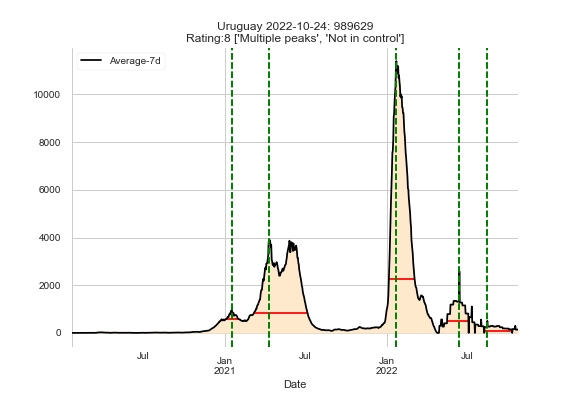 Uruguay 2022-10-24: 989629
Rating:8 ['Multiple peaks', 'Not in control']
Average-7d
10000
8000
6000
4000
2000
0
Jul
Jan
2021
Jul
Jan
2022
Jul
Date